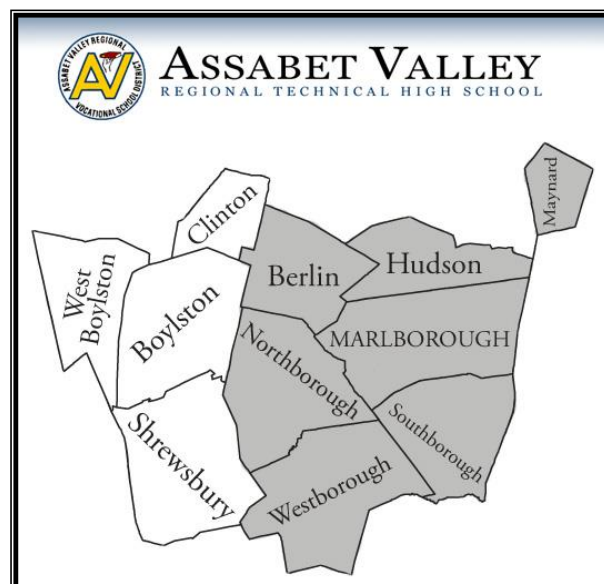 ASSABET VALLEY REGIONAL
VOCATIONAL SCHOOL DISTRICT
AV
ASSABET VALLEY
REGIONAL TECHNICAL HIGH SCHOOL
Maynard
Clinton
West
Boylston
Boylston
Berlin
Hudson
MARLBOROUGH
Northborough
Shrewsbury
Southborough
Westborough